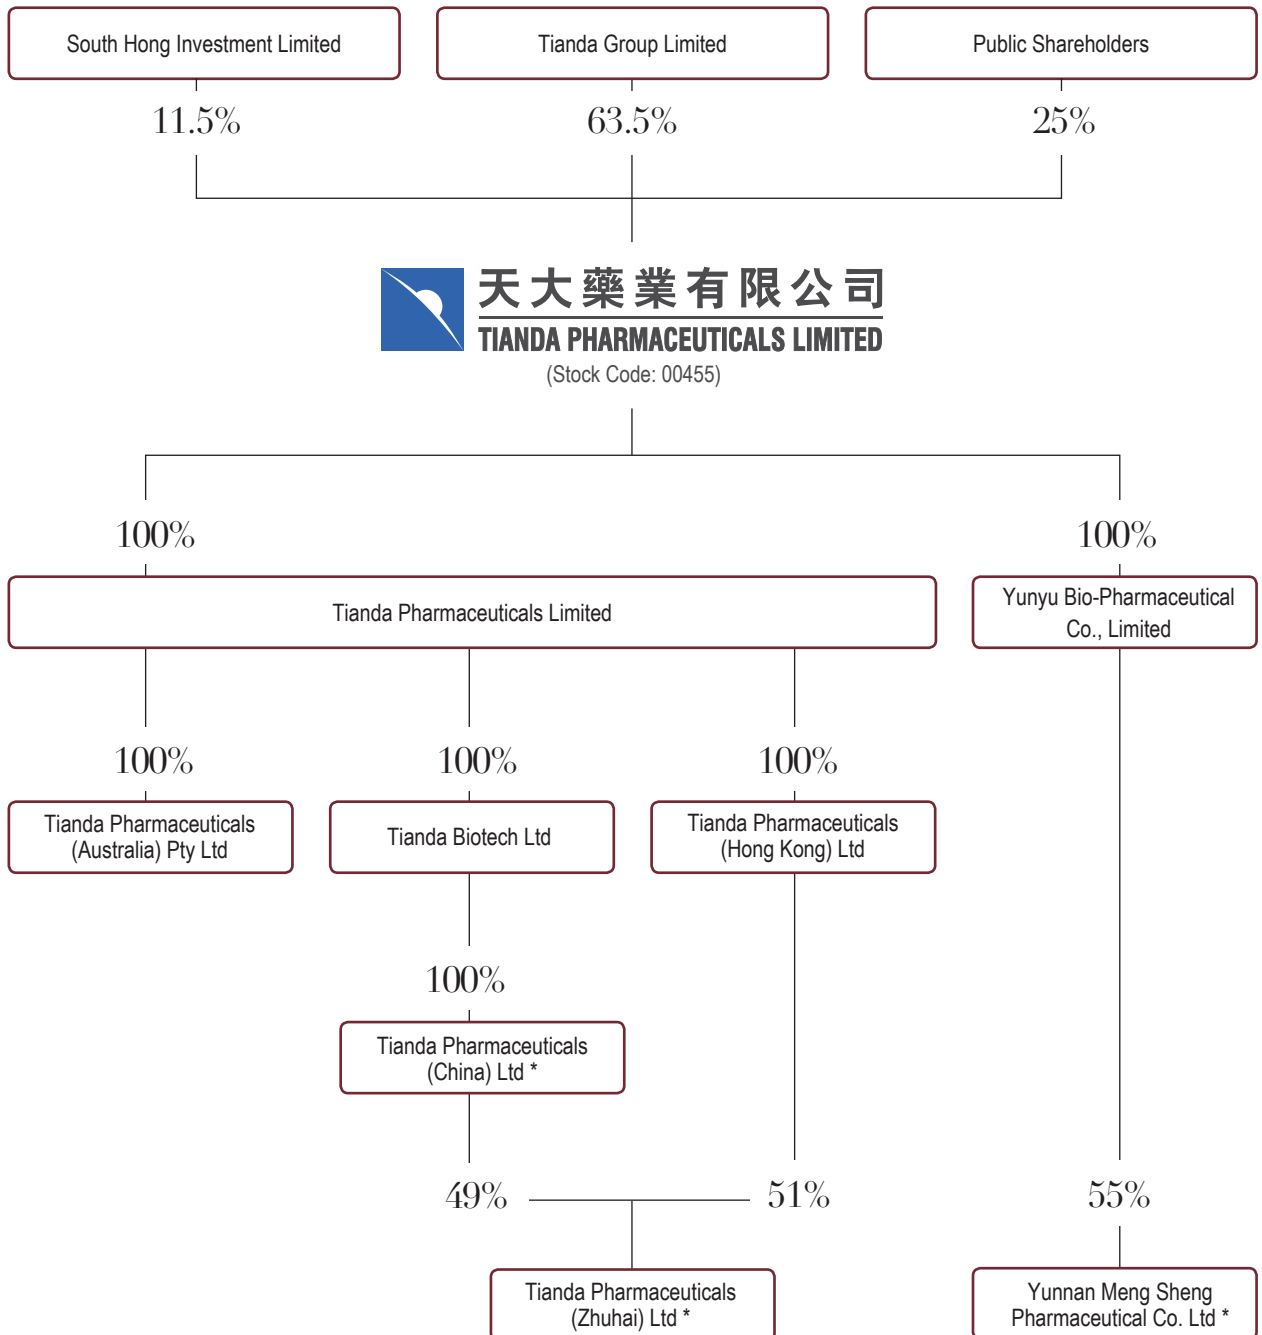 South Hong Investment Limited
Tianda Group Limited
Public Shareholders
11.5%
63.5%
25%
天大藥業有限公司
TIANDA PHARMACEUTICALS LIMITED
(Stock Code: 00455)
100%
100%
Tianda Pharmaceuticals Limited
Yunyu Bio-Pharmaceutical
Co., Limited
100%
100%
100%
Tianda Pharmaceuticals
(Australia) Pty Ltd
Tianda Biotech Ltd
Tianda Pharmaceuticals
(Hong Kong) Ltd
100%
Tianda Pharmaceuticals
(China) Ltd *
49%
51%
55%
Tianda Pharmaceuticals
(Zhuhai) Ltd *
Yunnan Meng Sheng
Pharmaceutical Co. Ltd *